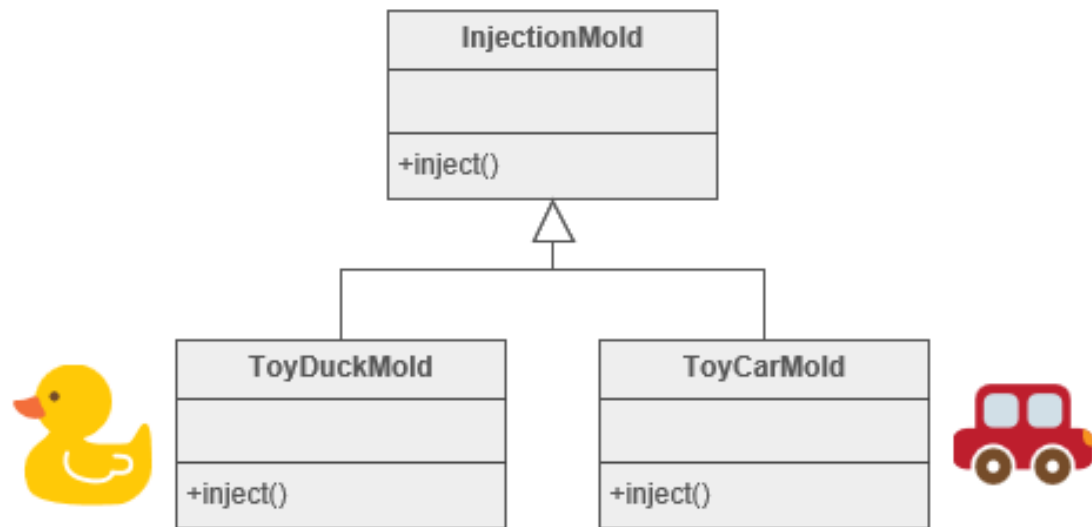 InjectionMold
+inject()
ToyDuckMold
+inject()
ToyCarMold
+inject()